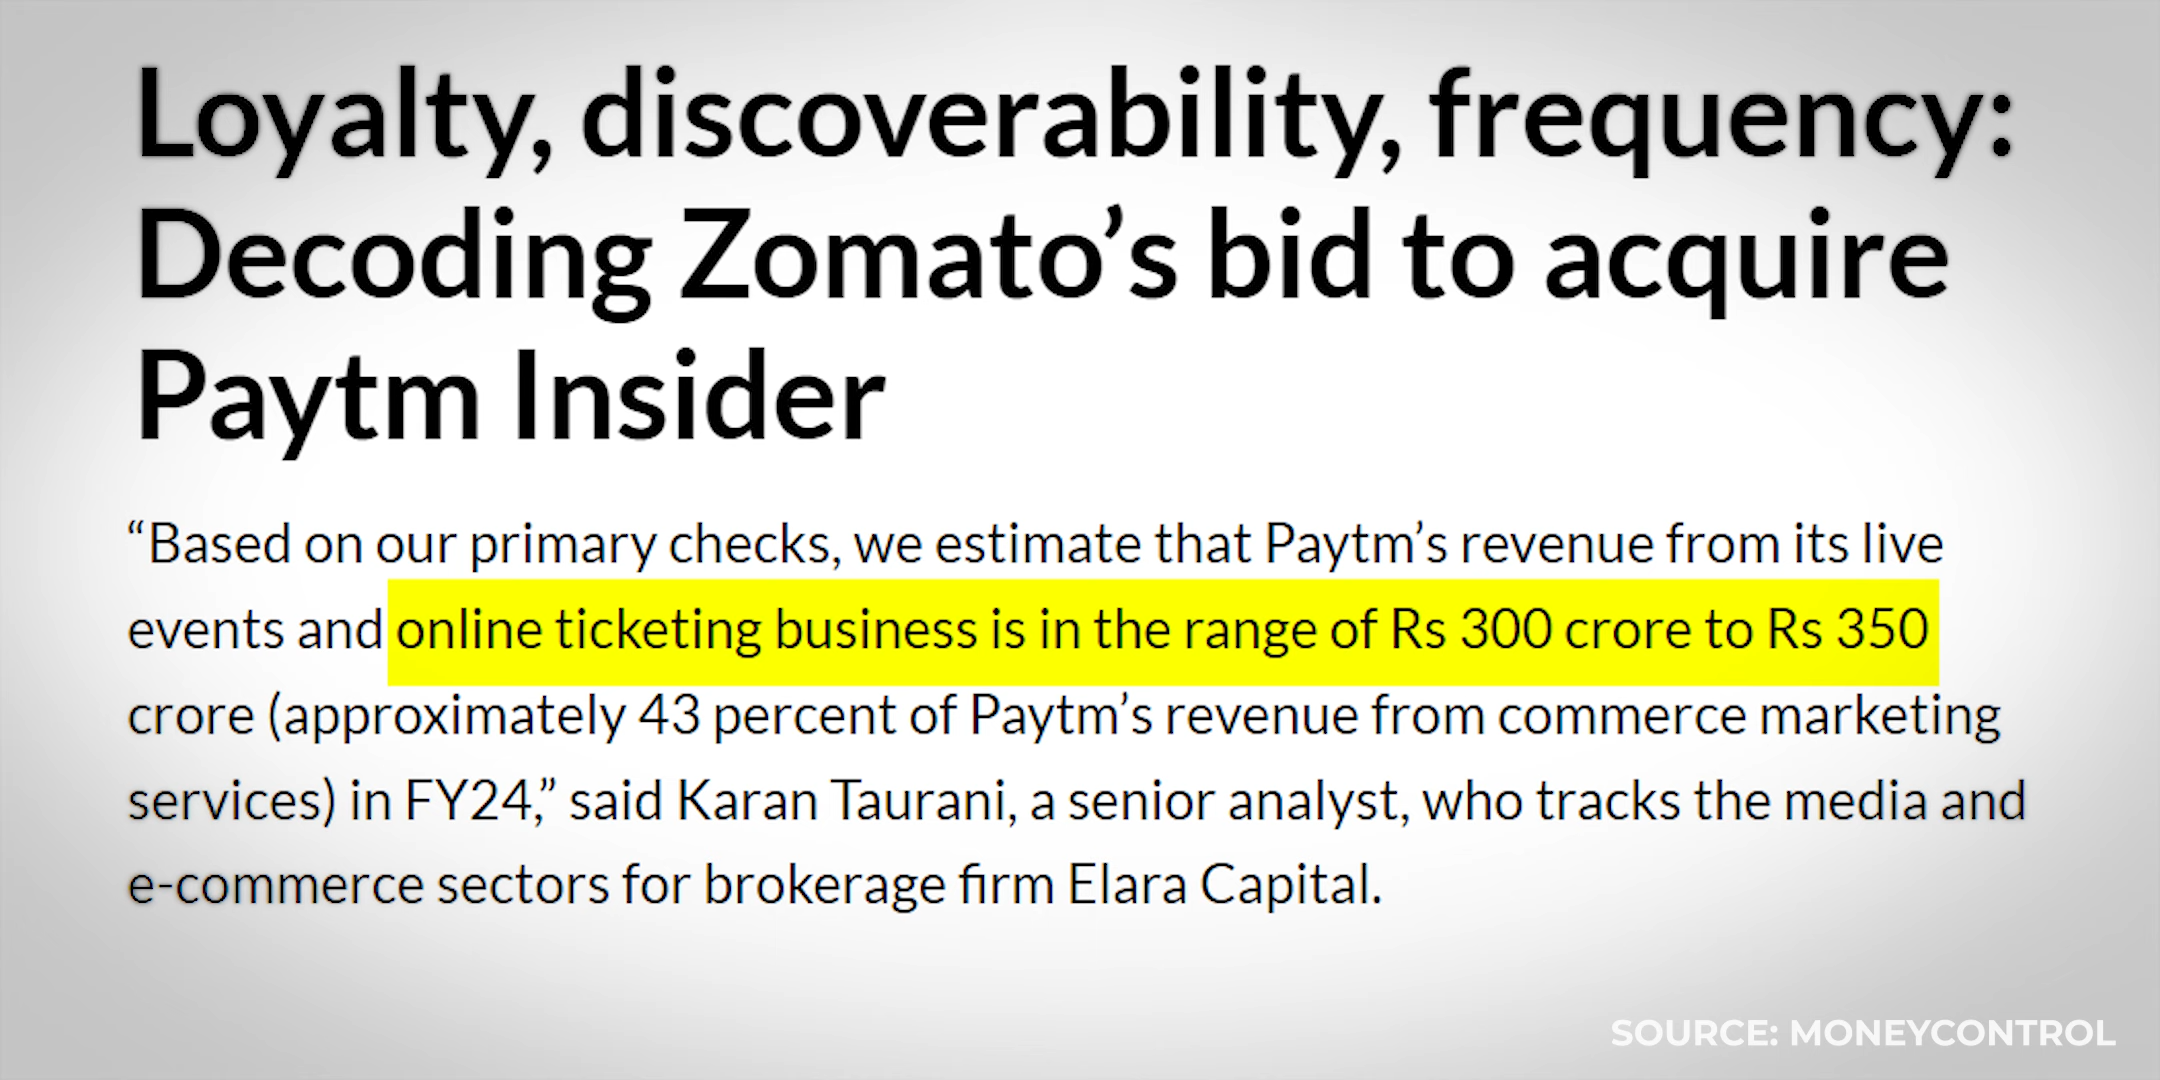 Loyalty, discoverability, frequency:
Decoding Zomato’s bid to acquire
Paytm Insider
“Based on our primary checks, we estimate that Paytm’s revenue from its live
events and online ticketing business is in the range of Rs 300 crore to Rs 350
crore (approximately 43 percent of Paytm’s revenue from commerce marketing
services) in FY24,” said Karan Taurani, a senior analyst, who tracks the media and
e-commerce sectors for brokerage firm Elara Capital.
SOURCE: MONEYCONTROL